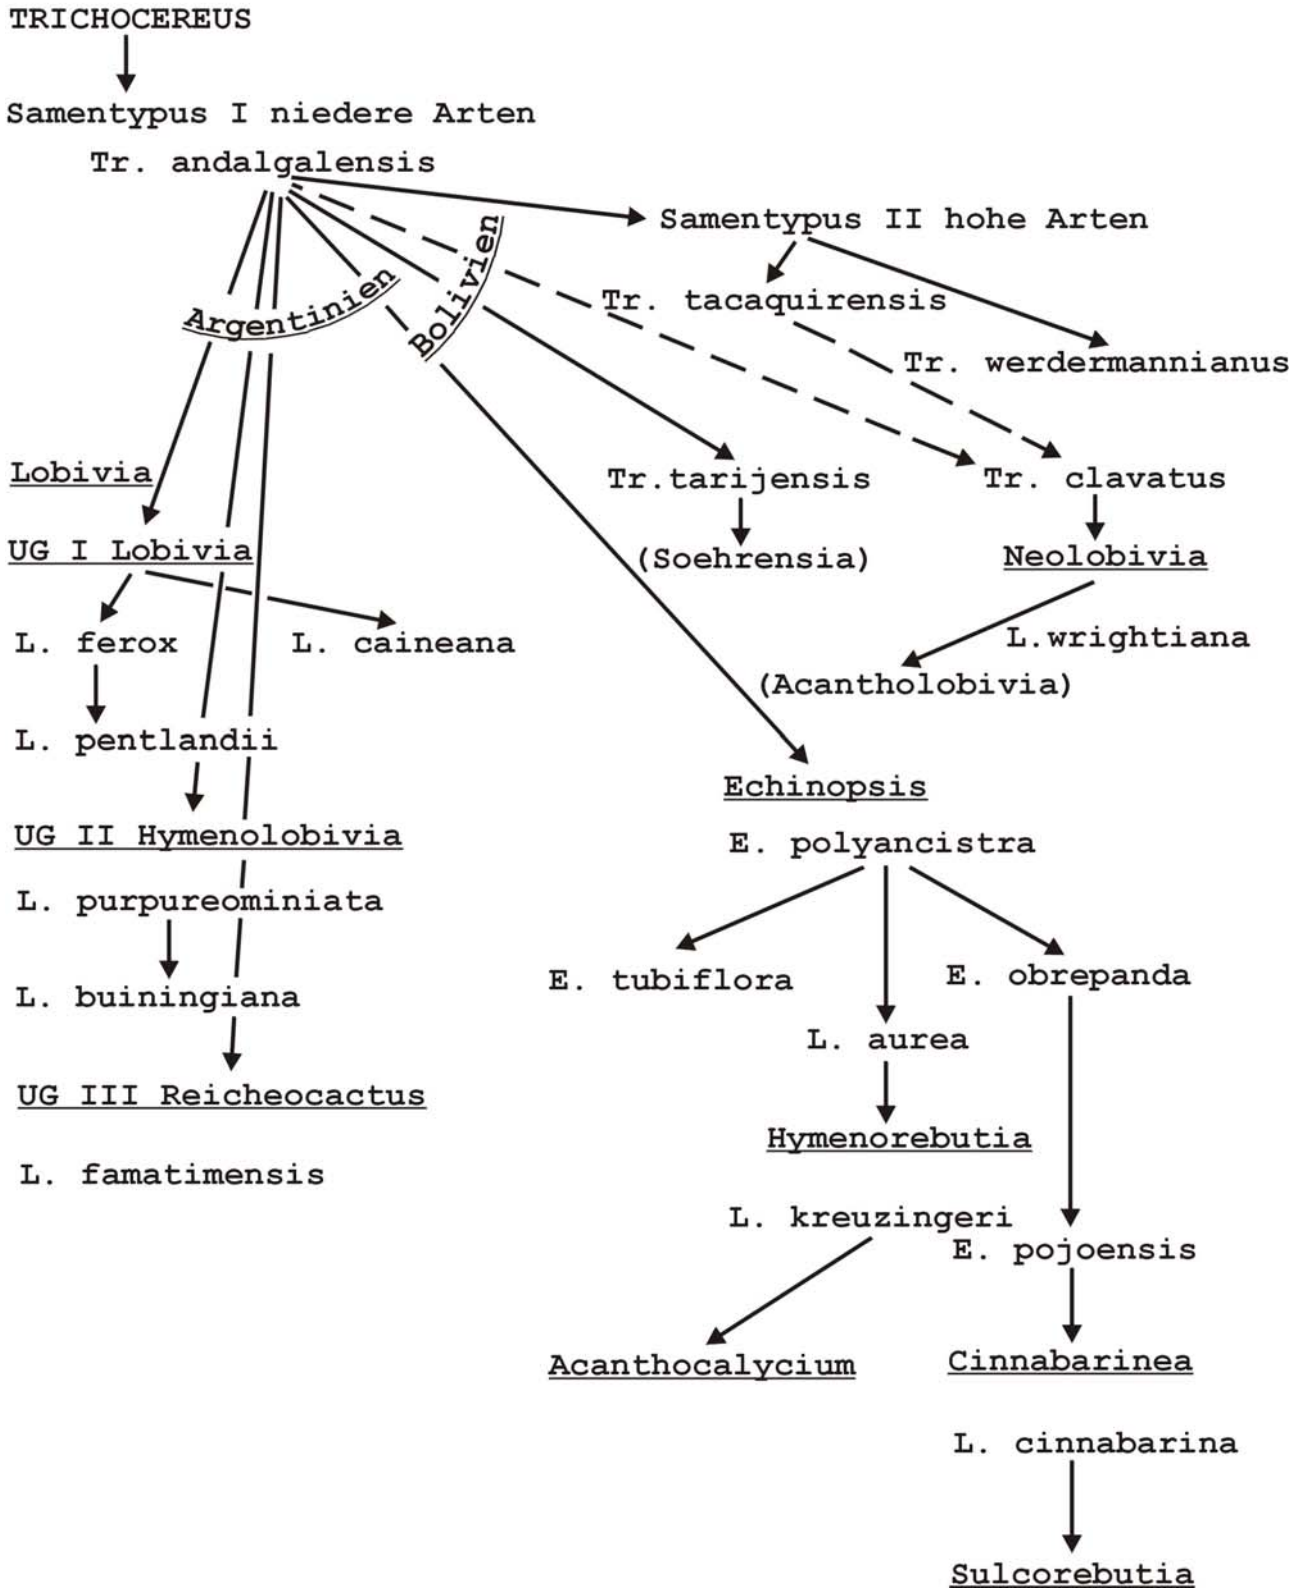 TRICHOCEREUS
Samentypus I niedere Arten
Tr. andalgalensis
Samentypus II hohe Arten
Argentinien
Bolivien
Tr. tacaquirensis
Tr. werdermannianus
Lobivia
Tr.tarijensis
Tr. clavatus
UG I Lobivia
(Soehrensia)
Neolobivia
L. ferox
L. caineana
L.wrightiana
(Acantholobivia)
L. pentlandii
Echinopsis
UG II Hymenolobivia
E. polyancistra
L. purpureominiata
E. tubiflora
E. obrepanda
L. buiningiana
L. aurea
UG III Reicheocactus
Hymenorebutia
L. famatimensis
L. kreuzingeri
E. pojoensis
Acanthocalycium
Cinnabarinea
L. cinnabarina
Sulcorebutia